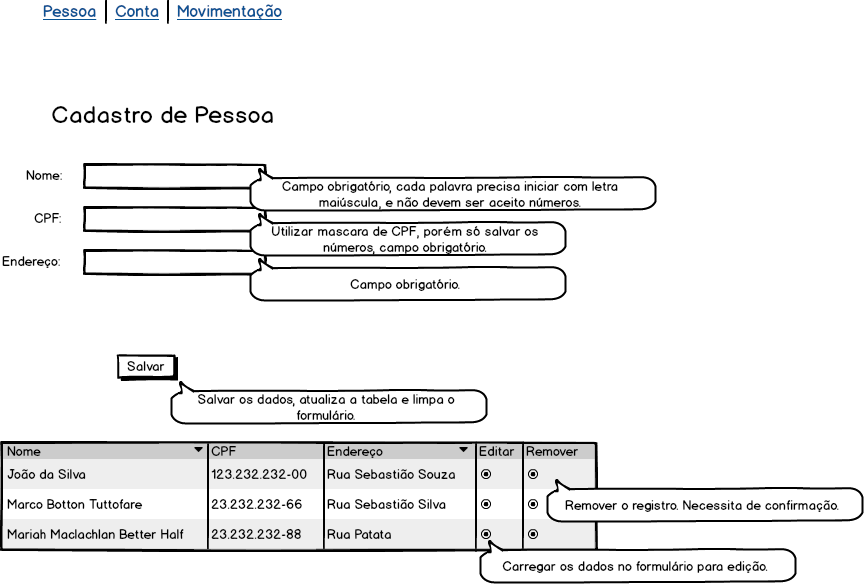 Pessoa Conta Movimentação
Cadastro de Pessoa
Nome:
Campo obrigatório, cada palavra precisa iniciar com letra
maiúscula, e não devem ser aceito números.
CPF:
Utilizar mascara de CPF, porém só salvar os
números, campo obrigatório.
Endereço:
Campo obrigatório.
Salvar
Salvar os dados, atualiza a tabela e limpa o
formulário.
Nome CPF Endereço Editar Remover
João da Silva 123.232.232-00 Rua Sebastião Souza
Marco Botton Tuttofare 23.232.232-66 Rua Sebastião Silva
Remover o registro. Necessita de confirmação.
Mariah Maclachlan Better Half 23.232.232-88 Rua Patata
Carregar os dados no formulário para edição.